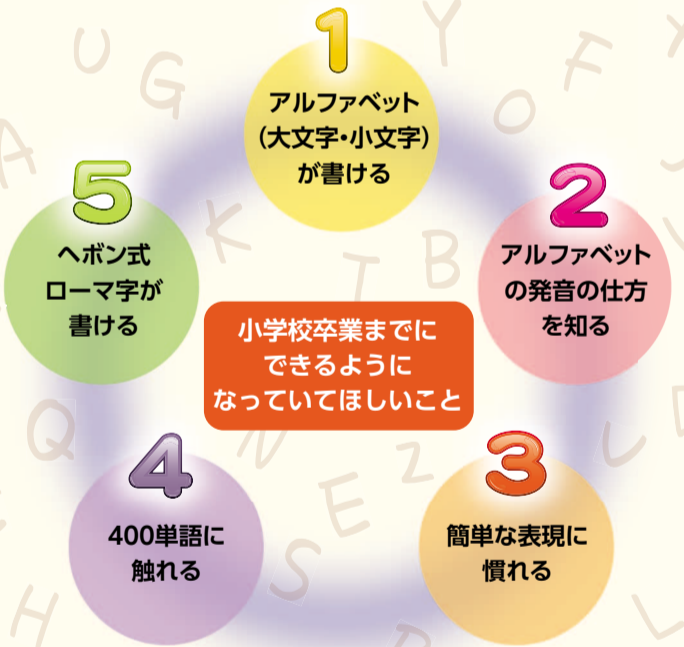 1
アルファベット
（大文字・小文字）
が書ける
2
アルファベット
の発音の仕方
を知る
3
簡単な表現に
慣れる
4
400単語に
触れる
5
ヘボン式
ローマ字が
書ける
小学校卒業までに
できるように
なっていてほしいこと
U
G
Y
F
O
A
K
I
B
Q
N
E
Z
S
H
L